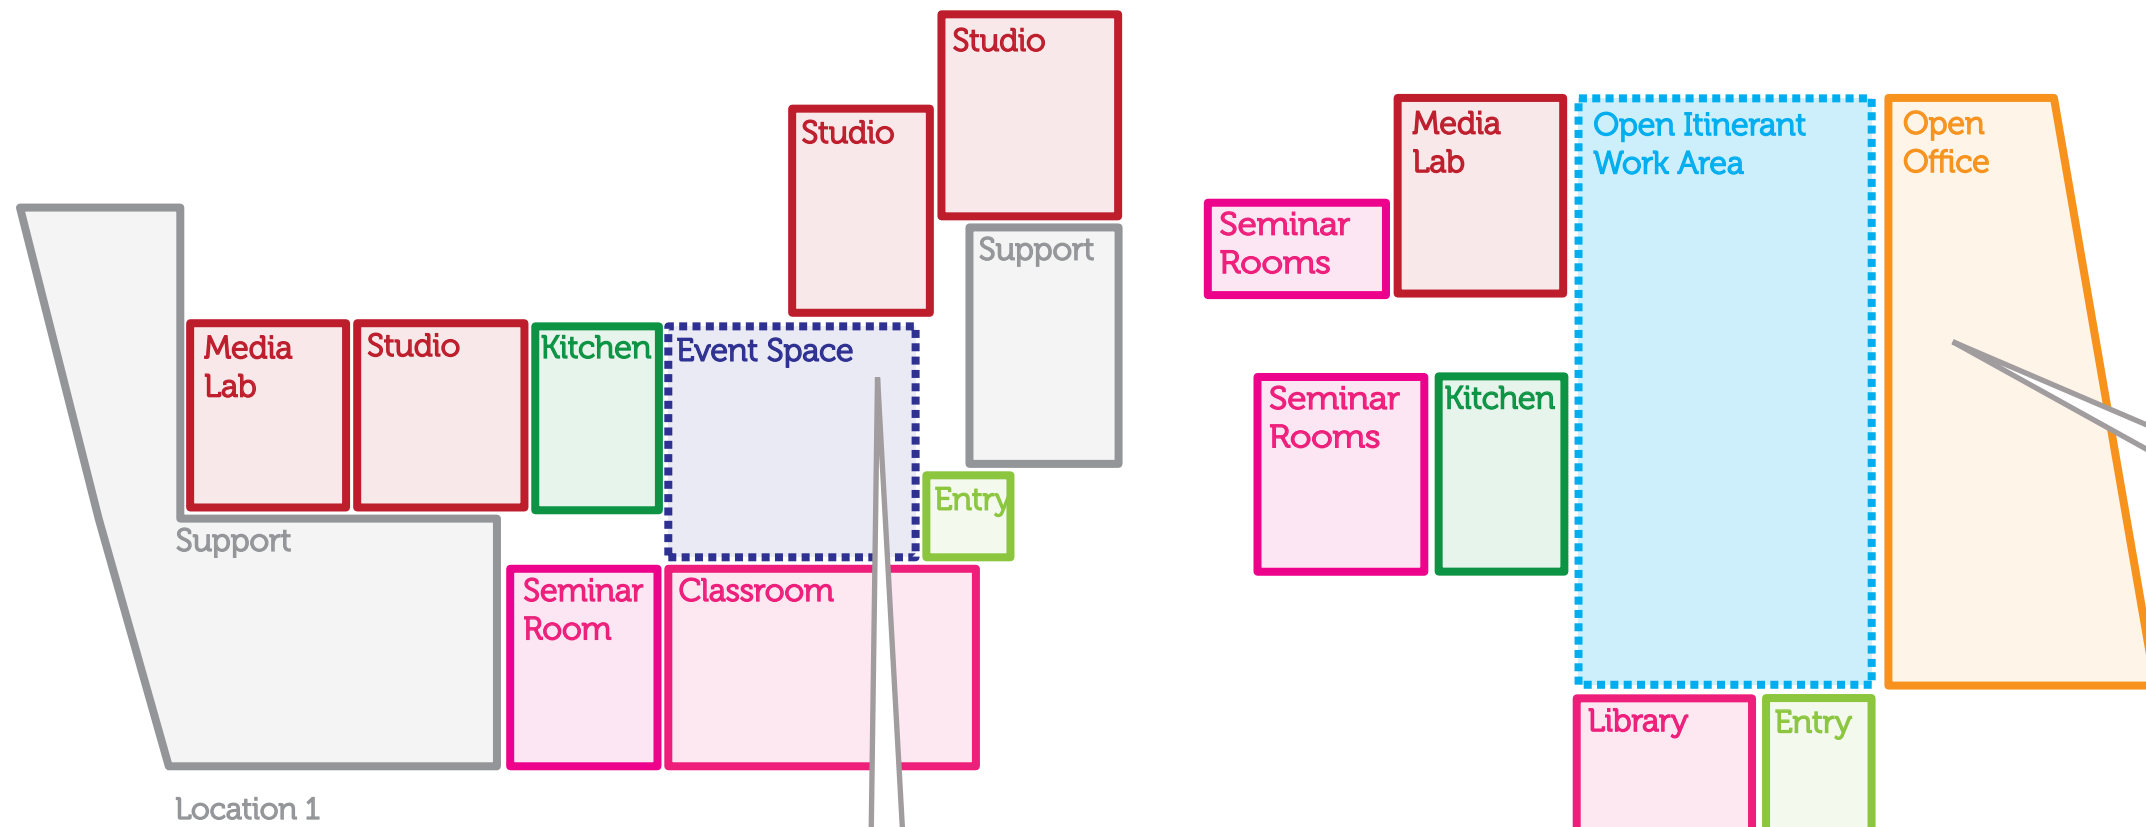 Studio
Studio
Support
Media
Lab
Studio
Kitchen
Event Space
Entry
Support
Seminar
Room
Classroom
Location 1
Media
Lab
Open Itinerant
Work Area
Open
Office
Seminar
Rooms
Seminar
Rooms
Kitchen
Library
Entry